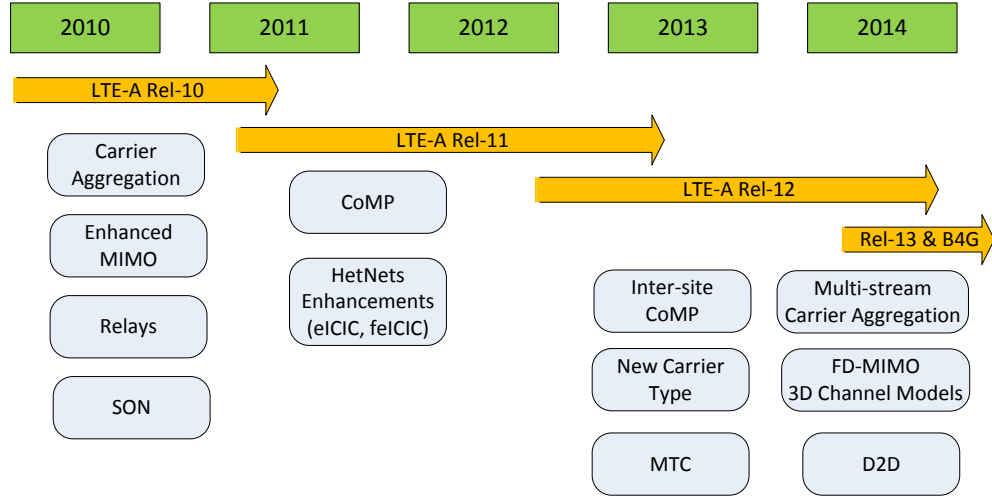 2010
2011
2012
2013
2014
LTE-A Rel-10
LTE-A Rel-11
LTE-A Rel-12
Rel-13 & B4G
Carrier
Aggregation
Enhanced
MIMO
Relays
SON
CoMP
HetNets
Enhancements
(eICIC, feICIC)
Inter-site
CoMP
New Carrier
Type
MTC
Multi-stream
Carrier Aggregation
FD-MIMO
3D Channel Models
D2D